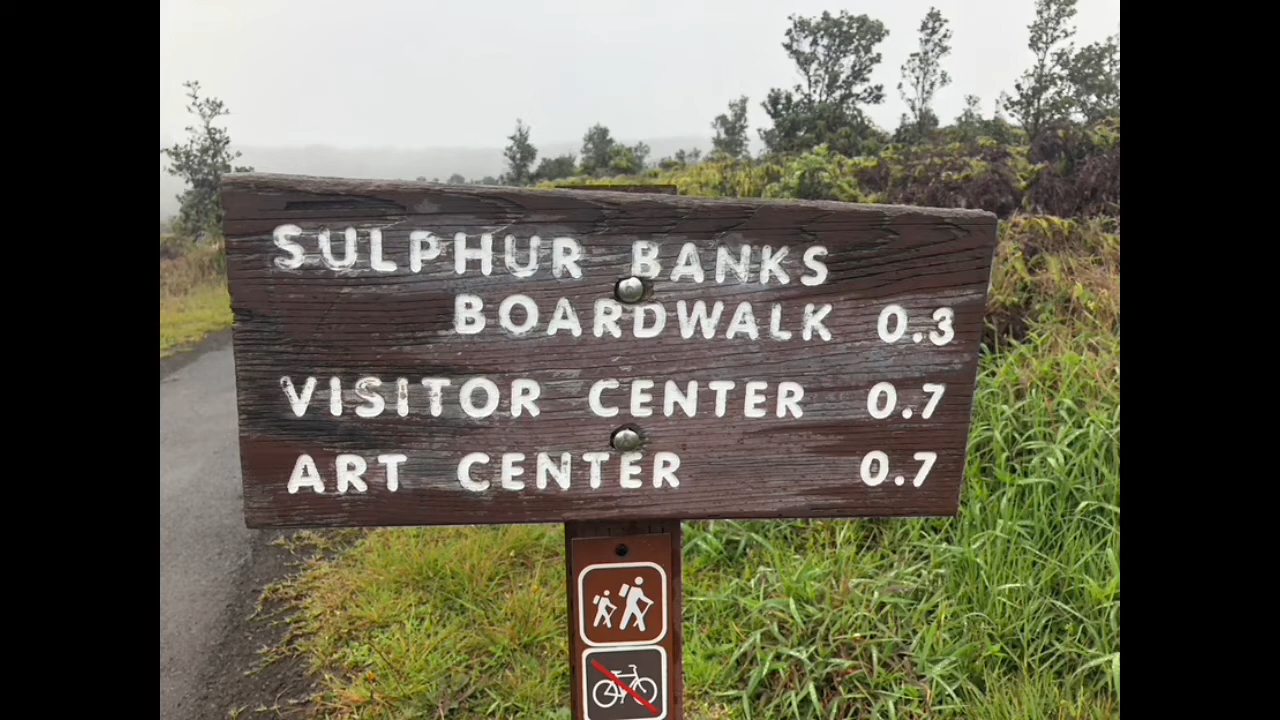 SULPHUR BANKS
BOARDWALK 0.3
VISITOR CENTER 0.7
ART CENTER 0.7